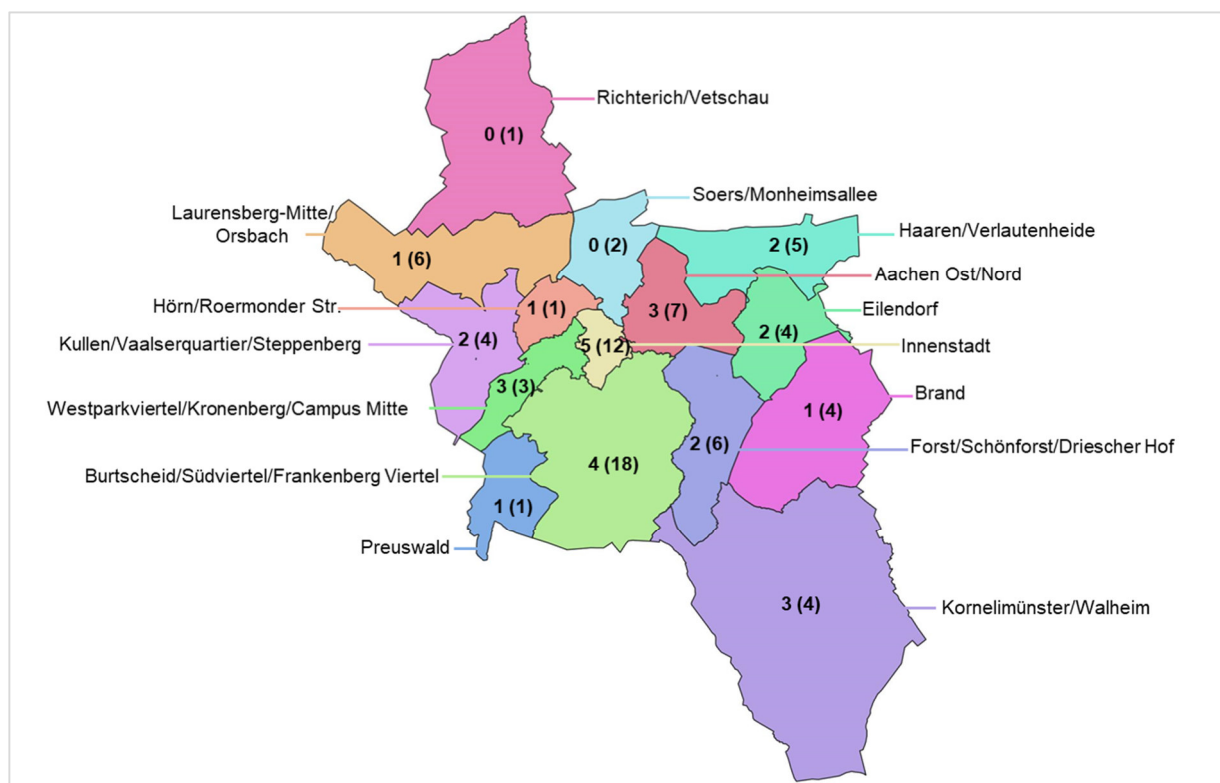 Richterich/Vetschau
0 (1)
Soers/Monheimsallee
Laurensberg-Mitte/
Orsbach
Haaren/Verlautenheide
0 (2)
2 (5)
1 (6)
Aachen Ost/Nord
Hörn/Roermonder Str.
1 (1)
3 (7)
Eilendorf
2 (4)
Kullen/Vaalserquartier/Steppenberg
2 (4)
5 (12)
Innenstadt
3 (3)
Brand
Westparkviertel/Kronenberg/Campus Mitte
1 (4)
2 (6)
Forst/Schönforst/Driescher Hof
4 (18)
Burtscheid/Südviertel/Frankenberg Viertel
1 (1)
Preuswald
3 (4)
Kornelimünster/Walheim